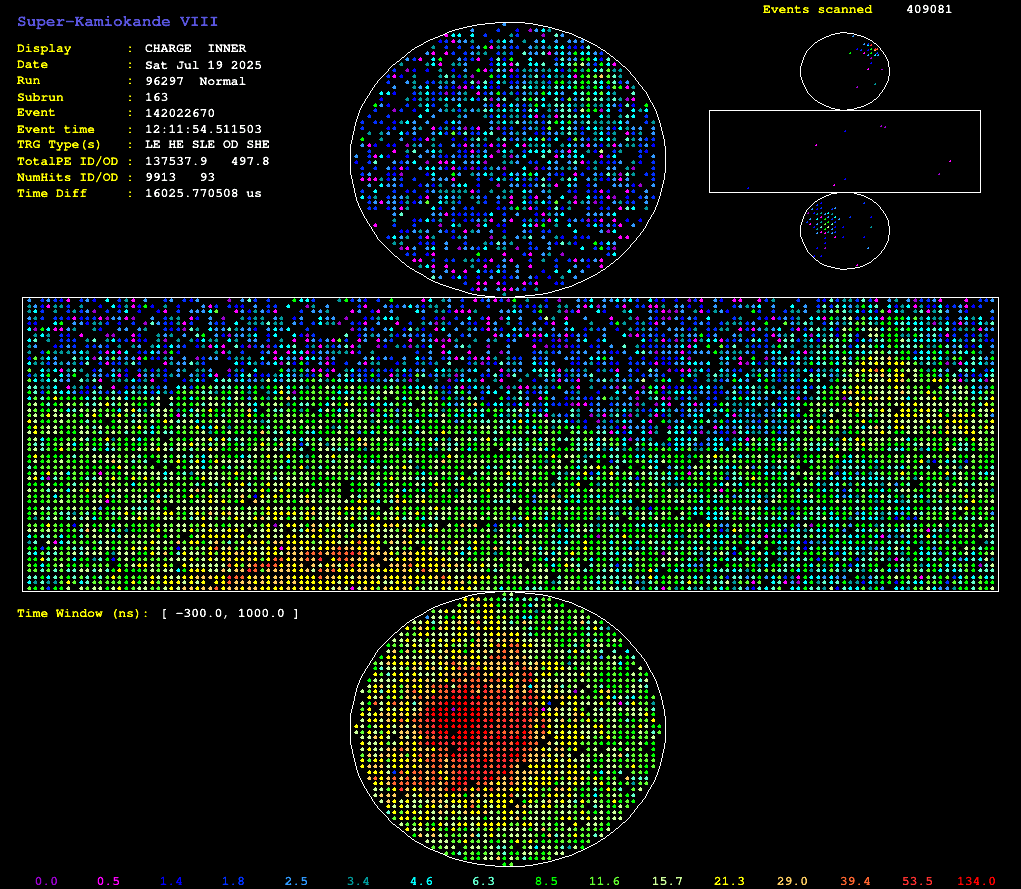 Super-Kamiokande VIII
Events scanned 409081
Display : CHARGE INNER
Date : Sat Jul 19 2025
Run : 96297 Normal
Subrun : 163
Event : 142022670
Event time : 12:11:54.511503
TRG Type(s) : LE HE SLE OD SHE
TotalPE ID/OD : 137537.9 497.8
NumHits ID/OD : 9913 93
Time Diff : 16025.770508 us
Time Window (ns): [ -300.0, 1000.0 ]
0.0 0.5 1.4 1.8 2.5 3.4 4.6 6.3 8.5 11.6 15.7 21.3 29.0 39.4 53.5 134.0